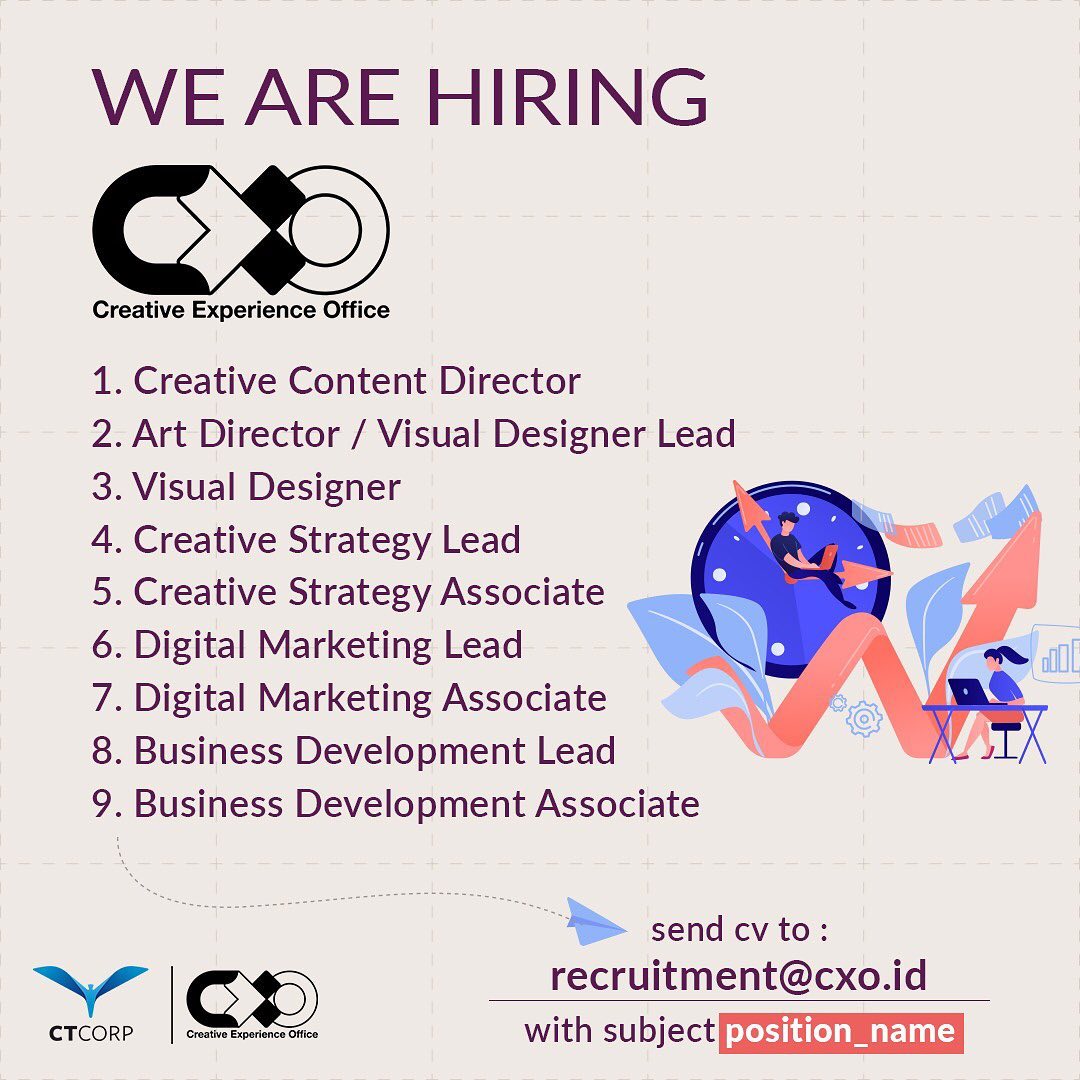 WE ARE HIRING
CXO
Creative Experience Office
1. Creative Content Director
2. Art Director / Visual Designer Lead
3. Visual Designer
4. Creative Strategy Lead
5. Creative Strategy Associate
6. Digital Marketing Lead
7. Digital Marketing Associate
8. Business Development Lead
9. Business Development Associate
send cv to :
recruitment@cxo.id
with subject position_name
CTCORP
CXO
Creative Experience Office